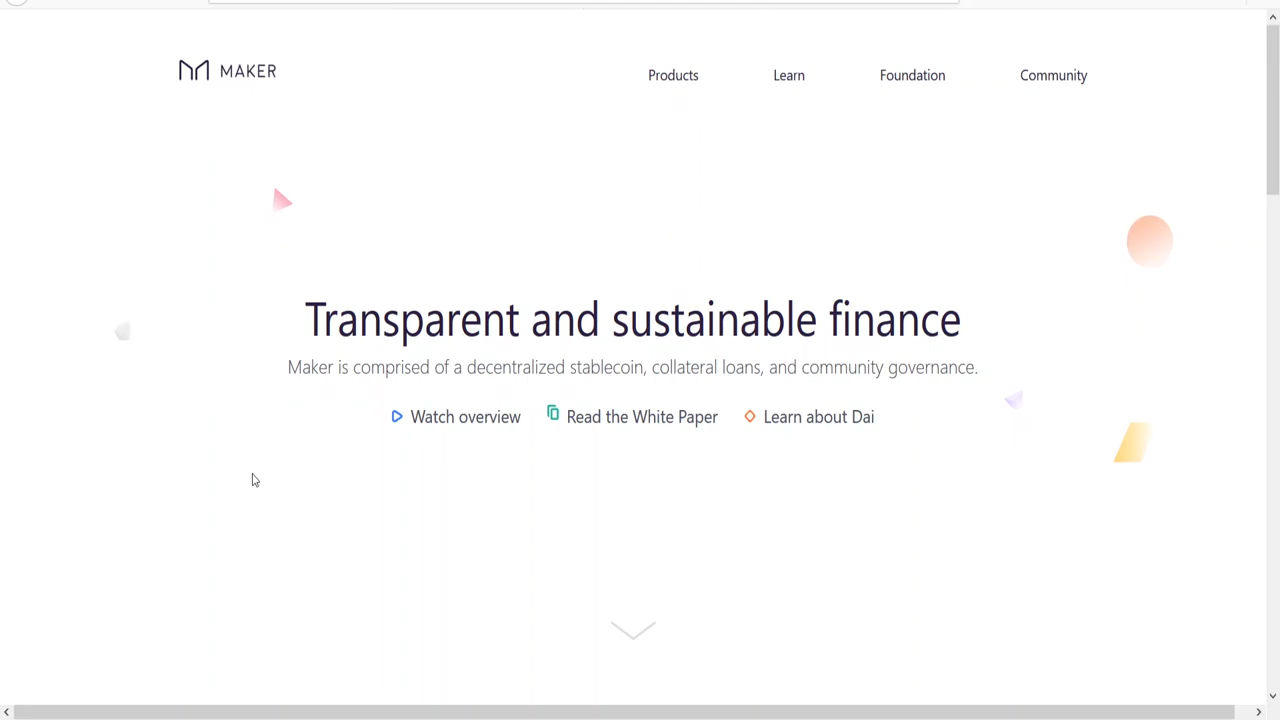 MAKER
Products Learn Foundation Community
Transparent and sustainable finance
Maker is comprised of a decentralized stablecoin, collateral loans, and community governance.
Watch overview Read the White Paper Learn about Dai